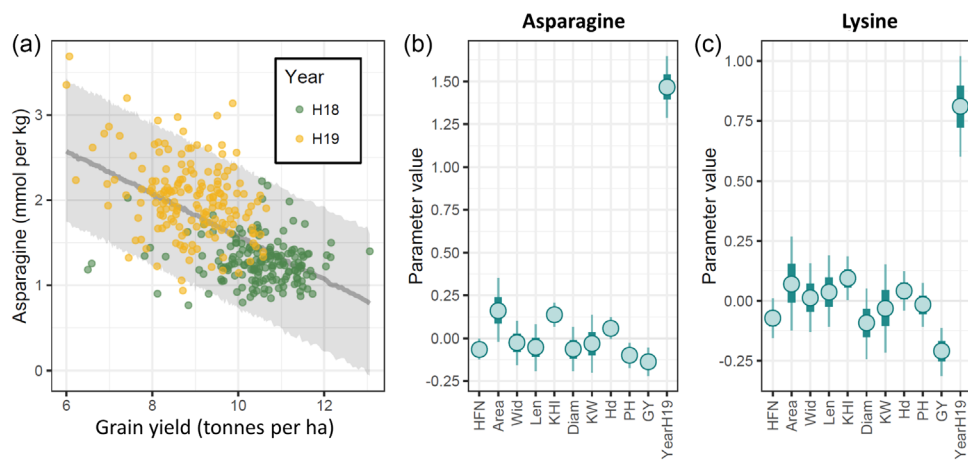 (a)
Asparagine (mmol per kg)
3
2
1
0
6
8
10
12
Grain yield (tonnes per ha)
Year
H18
H19
(b)
Asparagine
Parameter value
1.50
1.25
1.00
0.75
0.50
0.25
0.00
-0.25
HFN
Area
Wid
Len
KHI
Diam
KW
Hd
PH
GY
YearH19
(c)
Lysine
Parameter value
1.00
0.75
0.50
0.25
0.00
-0.25
HFN
Area
Wid
Len
KHI
Diam
KW
Hd
PH
GY
YearH19